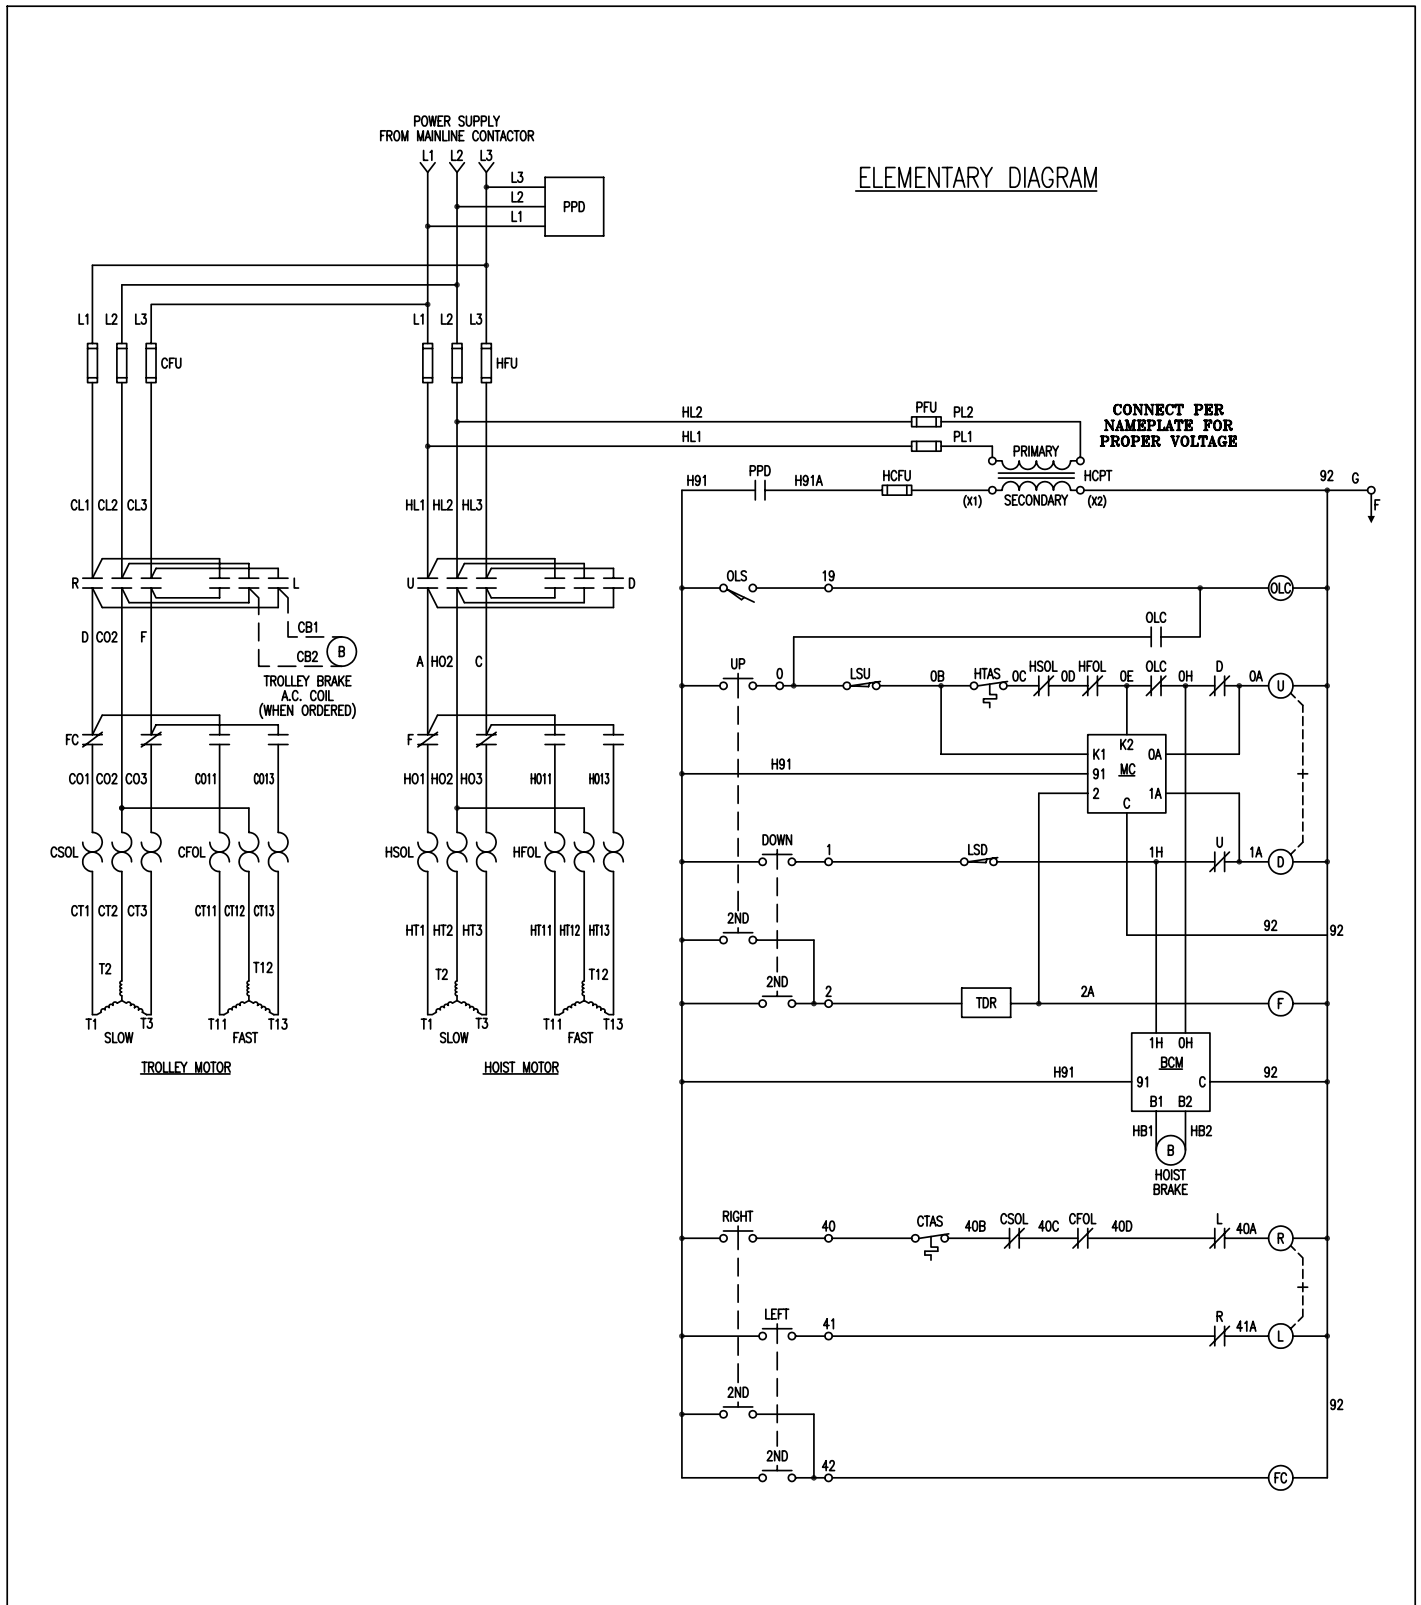 POWER SUPPLY
FROM MAINLINE CONTACTOR
L1 L2 L3
ELEMENTARY DIAGRAM
L3
L2
L1
PPD
L1 L2 L3
CFU
L1 L2 L3
HFU
HL2
PFU
PL2
HL1
PL1
CONNECT PER
NAMEPLATE FOR
PROPER VOLTAGE
PRIMARY
HCPT
SECONDARY
(X1)
(X2)
H91
PPD
H91A
HCFU
92
G
F
CL1 CL2 CL3
HL1 HL2 HL3
R
L
U
D
OLS
19
OLC
D CO2 F
CB1
CB2
B
TROLLEY BRAKE
A.C. COIL
(WHEN ORDERED)
A HO2 C
OLC
UP
0
LSU
0B
HTAS
0C
HSOL
0D
HFOL
0E
OLC
0H
D
0A
U
FC
F
K1
K2
0A
91
MC
2
1A
C
H91
CO1 CO2 CO3
CO11
CO13
HO1 HO2 HO3
HO11
HO13
CSOL
CFOL
HSOL
HFOL
DOWN
1
LSD
1H
U
1A
D
CT1 CT2 CT3
CT11 CT12 CT13
HT1 HT2 HT3
HT11 HT12 HT13
2ND
92
92
T2
T12
T2
T12
2ND
2
TDR
2A
F
T1 T3
T11 T13
T1 T3
T11 T13
SLOW
FAST
SLOW
FAST
TROLLEY MOTOR
HOIST MOTOR
1H 0H
BCM
91
C
B1 B2
H91
92
HB1
HB2
B
HOIST
BRAKE
RIGHT
40
CTAS
40B
CSOL
40C
CFOL
40D
L
40A
R
LEFT
41
R
41A
L
2ND
92
2ND
42
FC